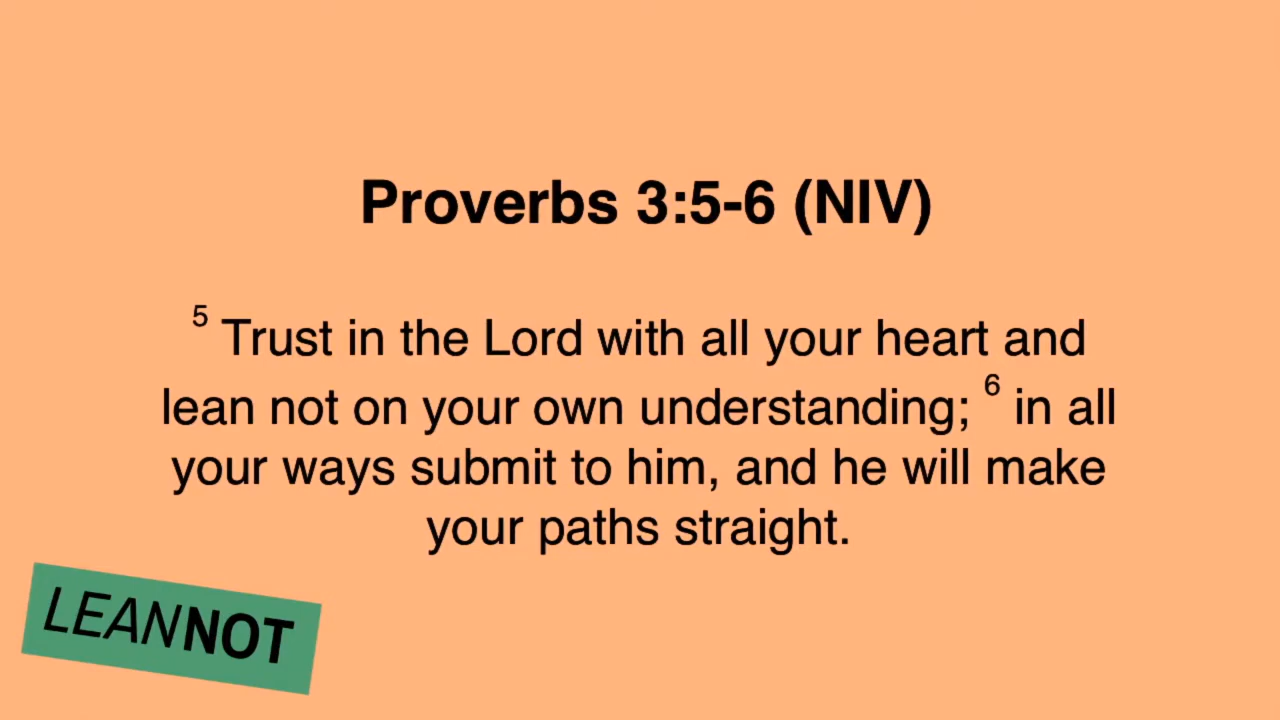 Proverbs 3:5-6 (NIV)
5 Trust in the Lord with all your heart and
lean not on your own understanding; 6 in all
your ways submit to him, and he will make
your paths straight.
LEANNOT